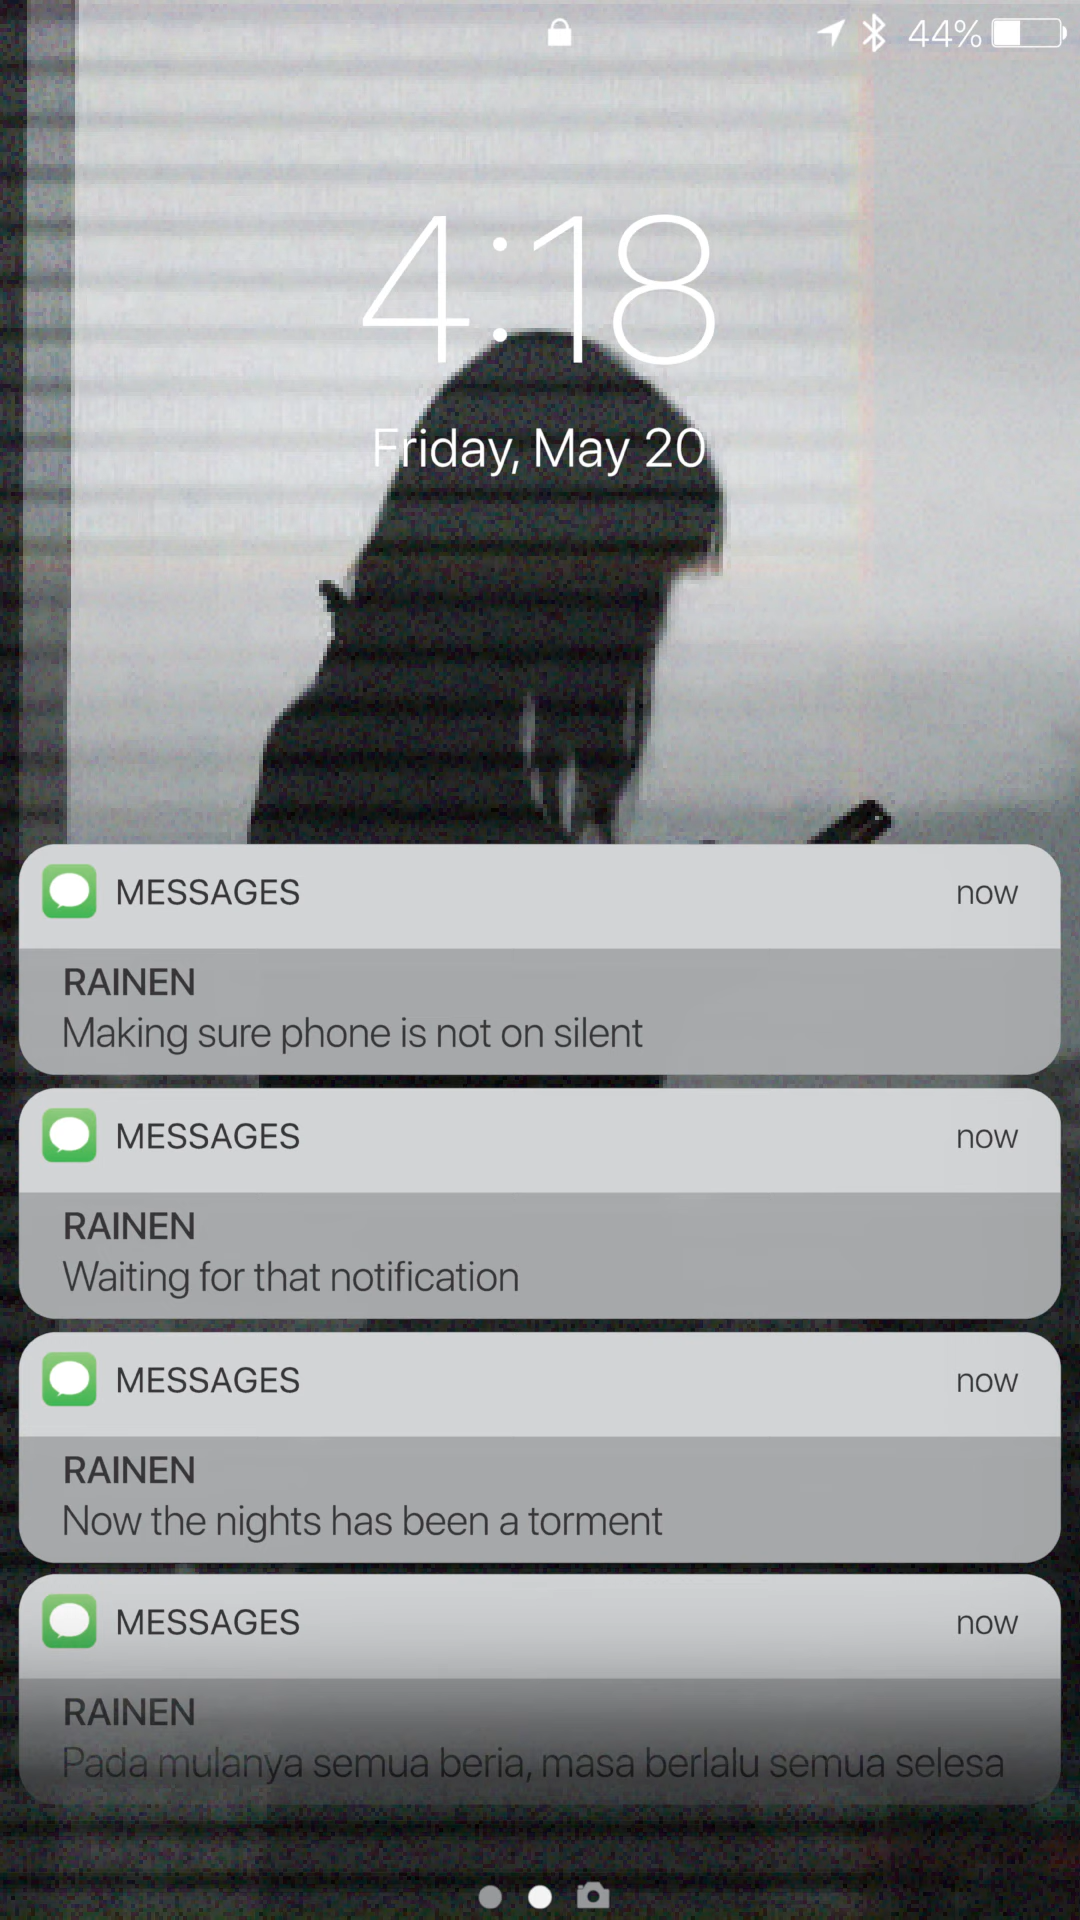 44%
4:18
Friday, May 20
MESSAGES now
RAINEN
Making sure phone is not on silent
MESSAGES now
RAINEN
Waiting for that notification
MESSAGES now
RAINEN
Now the nights has been a torment
MESSAGES now
RAINEN
Pada mulanya semua beria, masa berlalu semua selesa